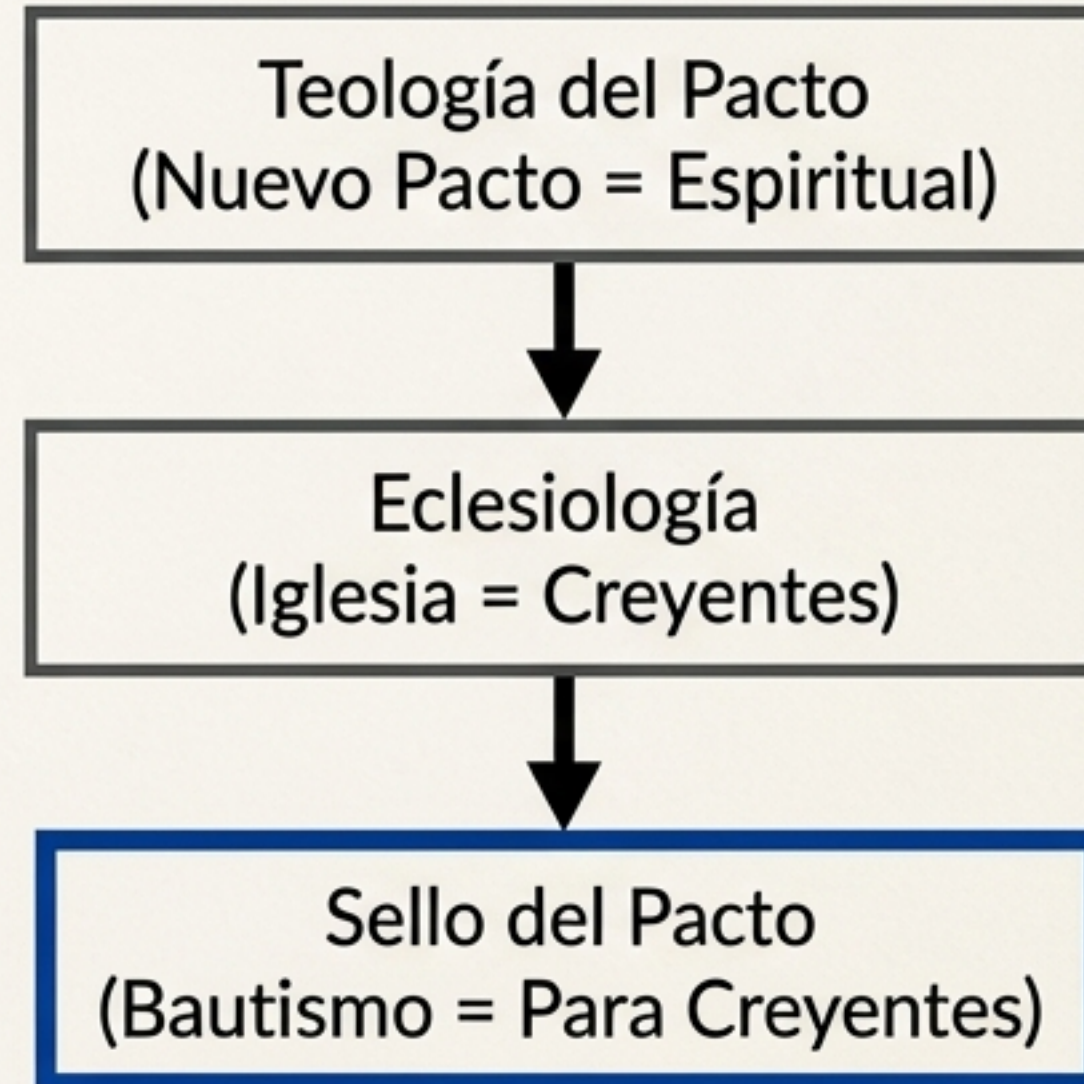 Teología del Pacto
(Nuevo Pacto = Espiritual)
Eclesiología
(Iglesia = Creyentes)
Sello del Pacto
(Bautismo = Para Creyentes)